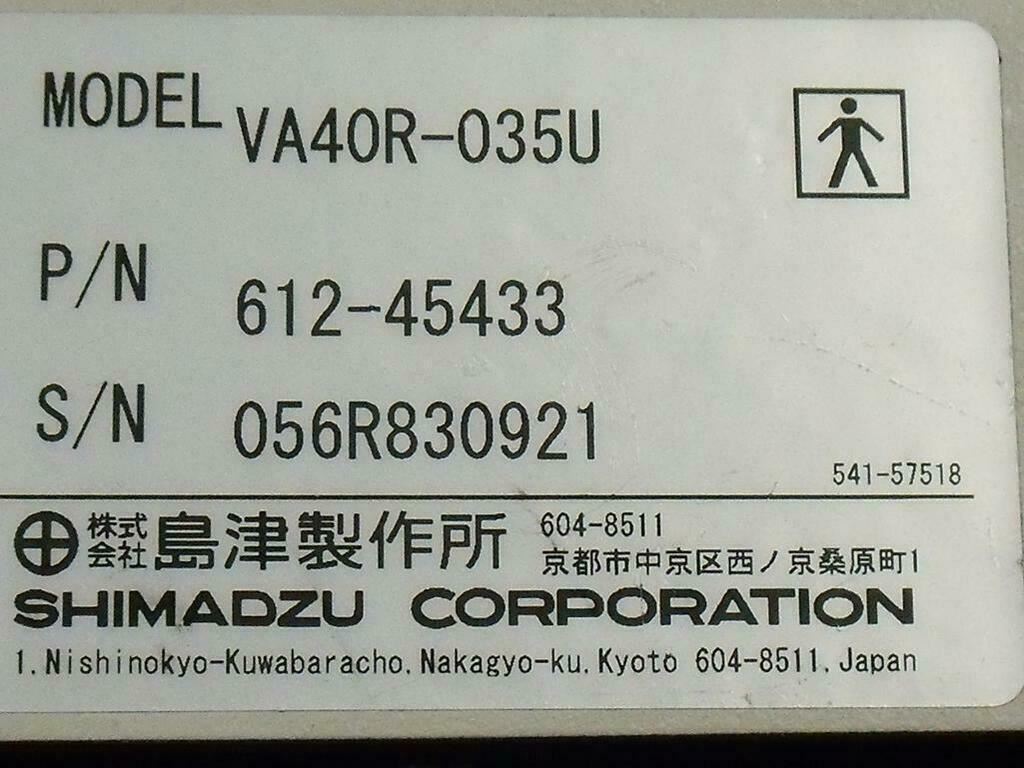 MODEL VA40R-035U
P/N 612-45433
S/N 056R830921
541-57518
株式会社 島津製作所 604-8511
京都市中京区西ノ京桑原町1
SHIMADZU CORPORATION
1, Nishinokyo-Kuwabaracho, Nakagyo-ku, Kyoto 604-8511, Japan